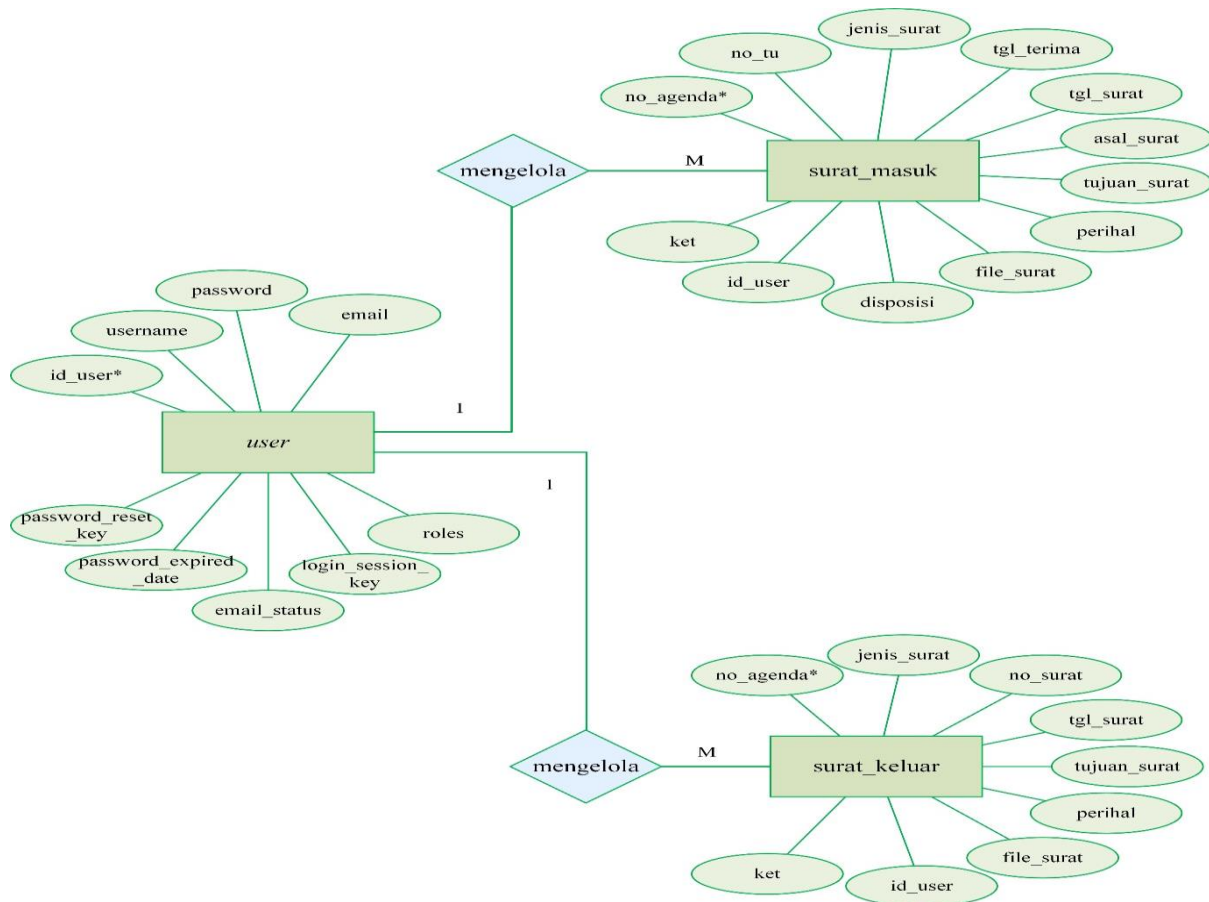 jenis_surat
no_tu
tgl_terima
no_agenda*
tgl_surat
asal_surat
mengelola
M
surat_masuk
tujuan_surat
perihal
ket
id_user
file_surat
disposisi
password
email
username
id_user*
1
user
1
password_reset
_key
roles
password_expired
_date
login_session_
key
email_status
jenis_surat
no_agenda*
no_surat
tgl_surat
mengelola
M
surat_keluar
tujuan_surat
perihal
ket
file_surat
id_user